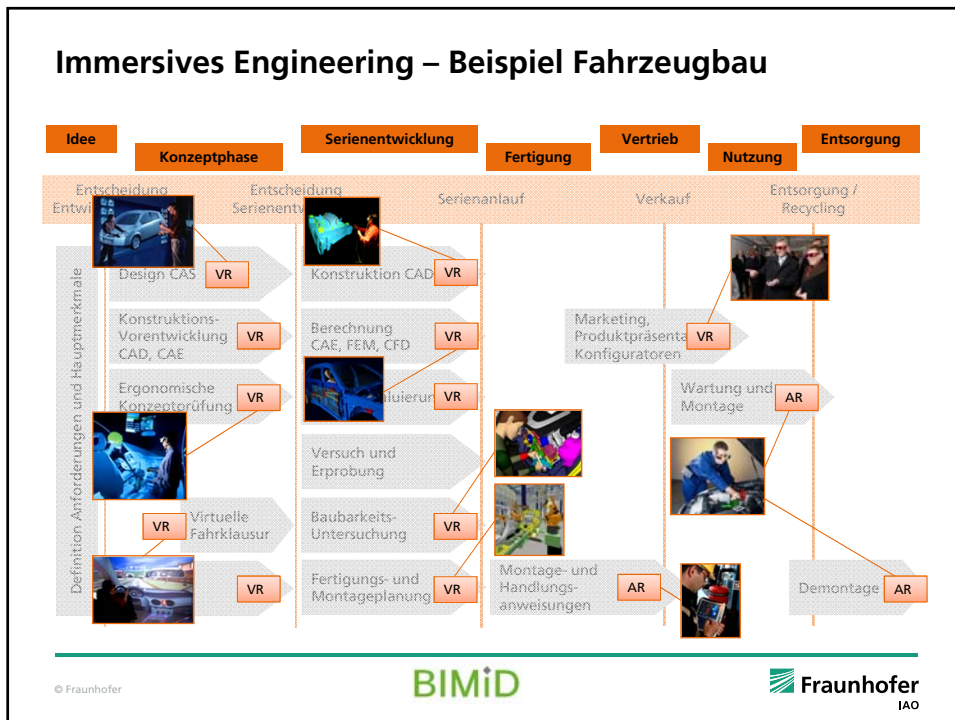 Immersives Engineering – Beispiel Fahrzeugbau
Idee
Konzeptphase
Serienentwicklung
Fertigung
Vertrieb
Nutzung
Entsorgung
Entscheidung
Entscheidung
Serienanlauf
Verkauf
Entsorgung /
Recycling
Definition Anforderungen und Hauptmerkmale
Design CAS
VR
Konstruktion CAD
VR
Konstruktions-
Vorentwicklung
CAD, CAE
VR
Berechnung
CAE, FEM, CFD
VR
Marketing,
Konfiguratoren
VR
Ergonomische
Konzeptprüfung
VR
VR
Wartung und
Montage
AR
Versuch und
Erprobung
VR
Virtuelle
Fahrklausur
Baubarkeits-
Untersuchung
VR
VR
Fertigungs- und
Montageplanung
VR
Montage- und
Handlungs-
anweisungen
AR
Demontage
AR
© Fraunhofer
BIMiD
Fraunhofer
IAO